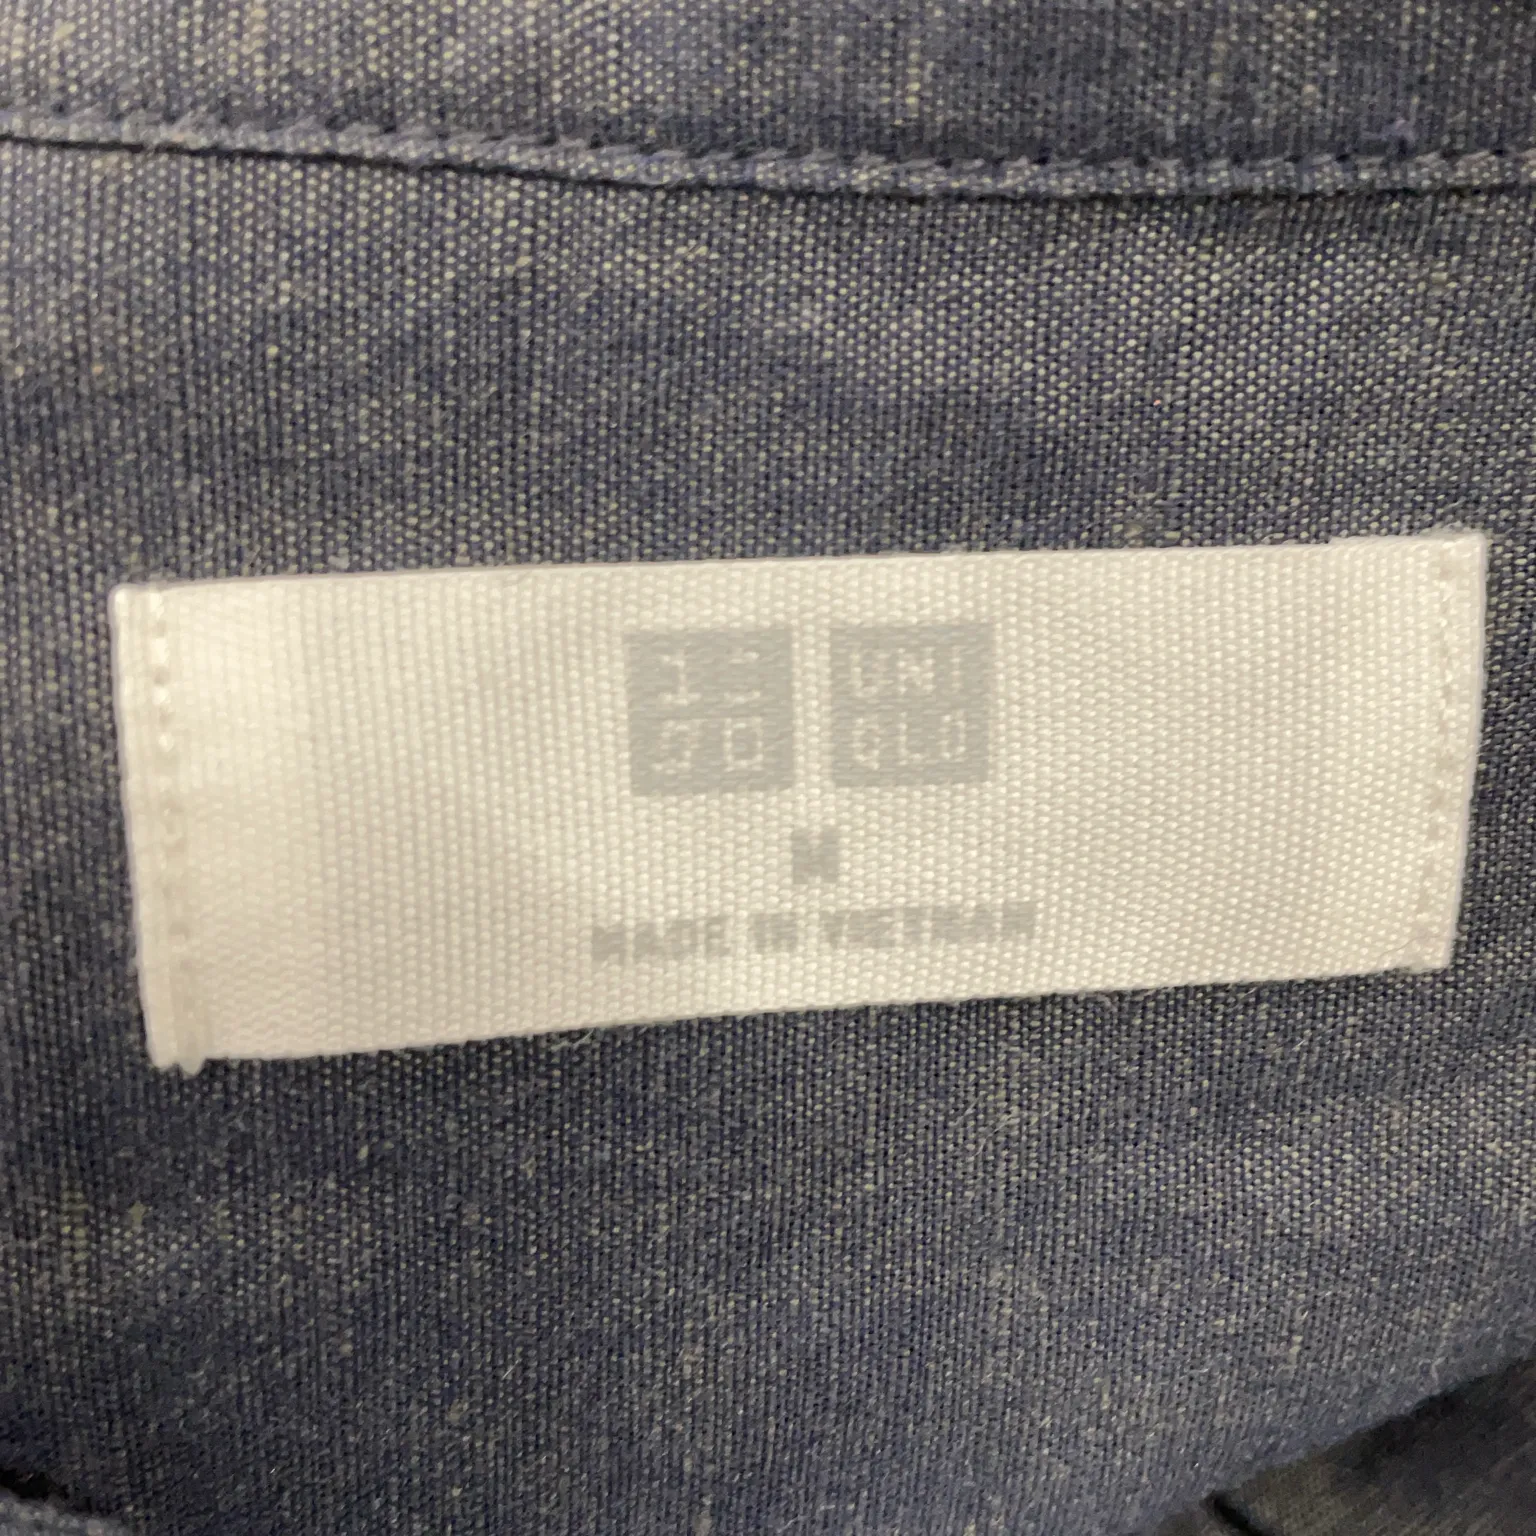 ユニ UNI
クロ QLO
M
MADE IN VIETNAM